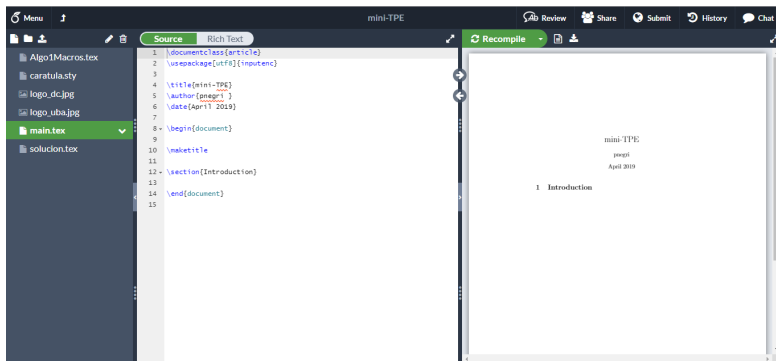 Menu mini-TPE Review Share Submit History Chat
Source Rich Text Recompile
Algo1Macros.tex
caratula.sty
logo_dc.jpg
logo_uba.jpg
main.tex
solucion.tex
1 \documentclass{article}
2 \usepackage[utf8]{inputenc}
3
4 \title{mini-TPE}
5 \author{pnegri }
6 \date{April 2019}
7
8 \begin{document}
9
10 \maketitle
11
12 \section{Introduction}
13
14 \end{document}
15
mini-TPE
pnegri
April 2019
1 Introduction